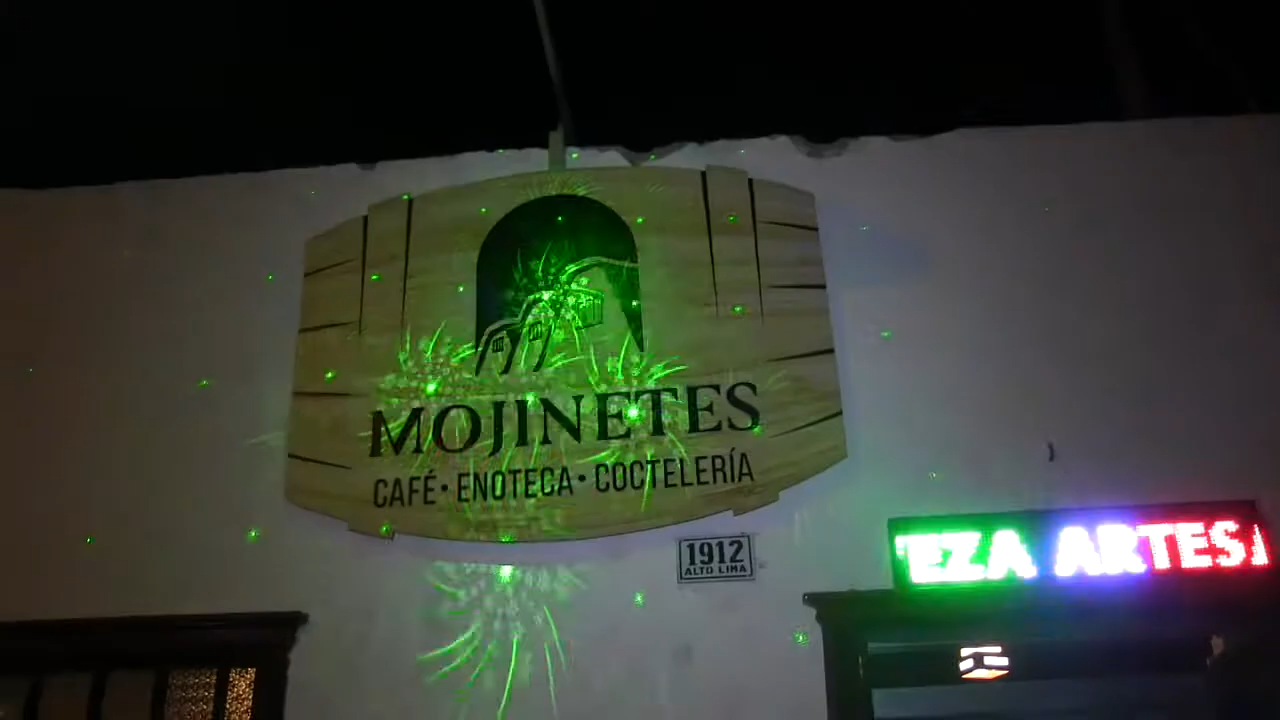 MOJINETES
CAFÉ • ENOTECA • COCTELERÍA
1912
ALTO LIMA
EZA ARTES